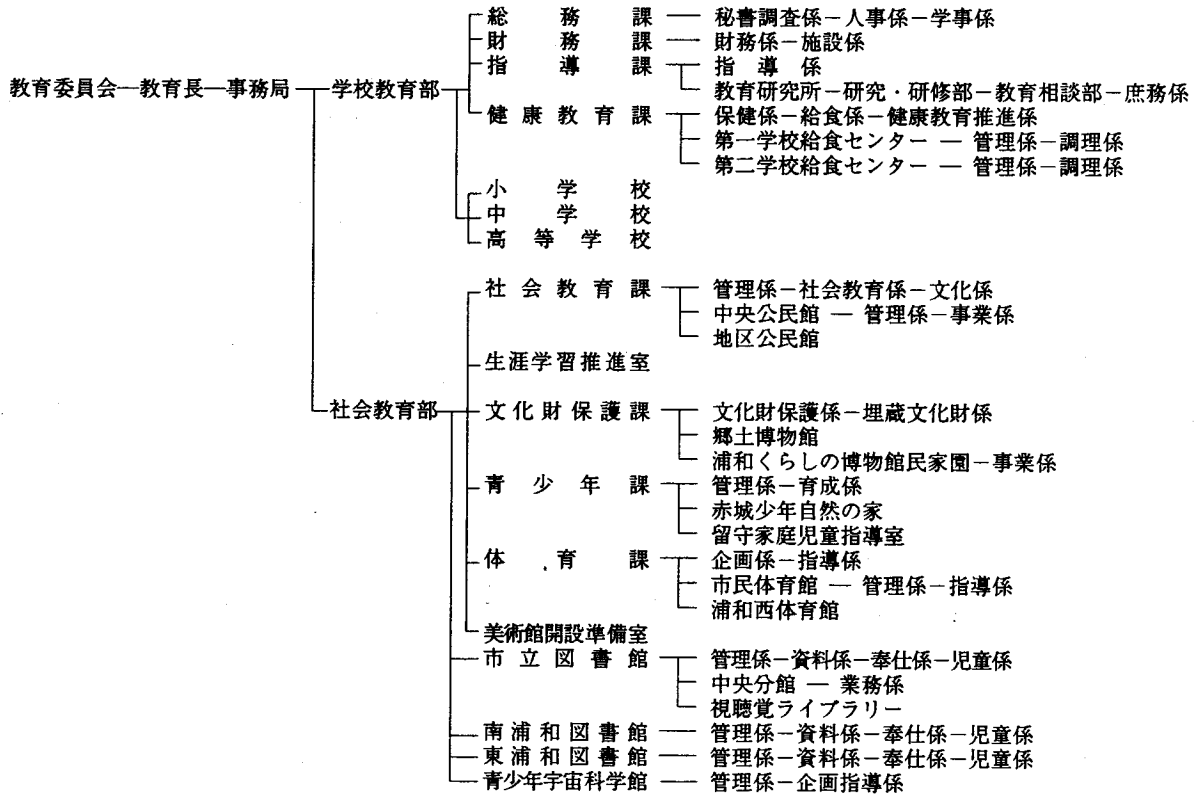 総務課 ― 秘書調査係－人事係－学事係
財務課 ― 財務係－施設係
指導課 指導係
教育委員会―教育長―事務局 学校教育部
教育研究所－研究・研修部－教育相談部－庶務係
健康教育課 保健係－給食係－健康教育推進係
第一学校給食センター ― 管理係－調理係
第二学校給食センター ― 管理係－調理係
小学校
中学校
高等学校
社会教育課 管理係－社会教育係－文化係
中央公民館 ― 管理係－事業係
地区公民館
生涯学習推進室
社会教育部 文化財保護課 文化財保護係－埋蔵文化財係
郷土博物館
浦和くらしの博物館民家園－事業係
青少年課 管理係－育成係
赤城少年自然の家
留守家庭児童指導室
体育課 企画係－指導係
市民体育館 ― 管理係－指導係
浦和西体育館
美術館開設準備室
市立図書館 管理係－資料係－奉仕係－児童係
中央分館 ― 業務係
視聴覚ライブラリー
南浦和図書館 ― 管理係－資料係－奉仕係－児童係
東浦和図書館 ― 管理係－資料係－奉仕係－児童係
青少年宇宙科学館 ― 管理係－企画指導係